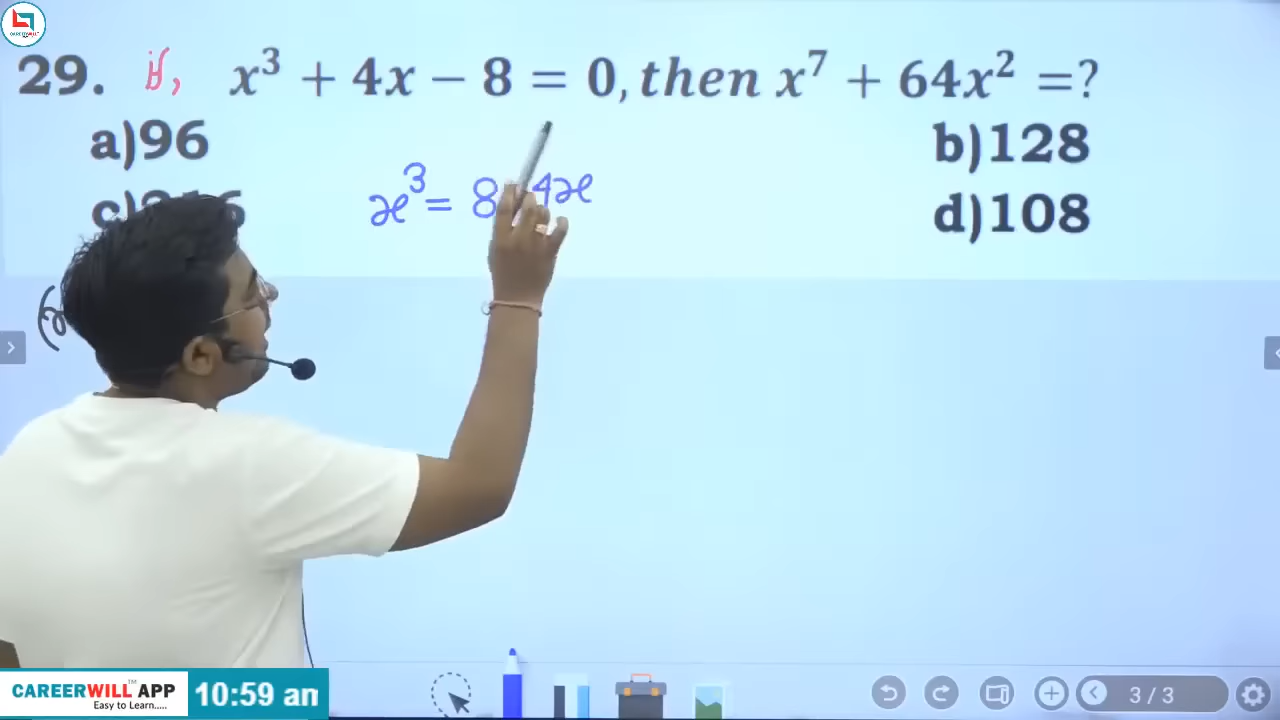 CAREERWILL
29. if, x³ + 4x − 8 = 0, then x⁷ + 64x² =?
a)96 b)128
x³ = 8 4x
d)108
3 / 3
CAREERWILL™ APP
Easy to Learn.....
10:59 am